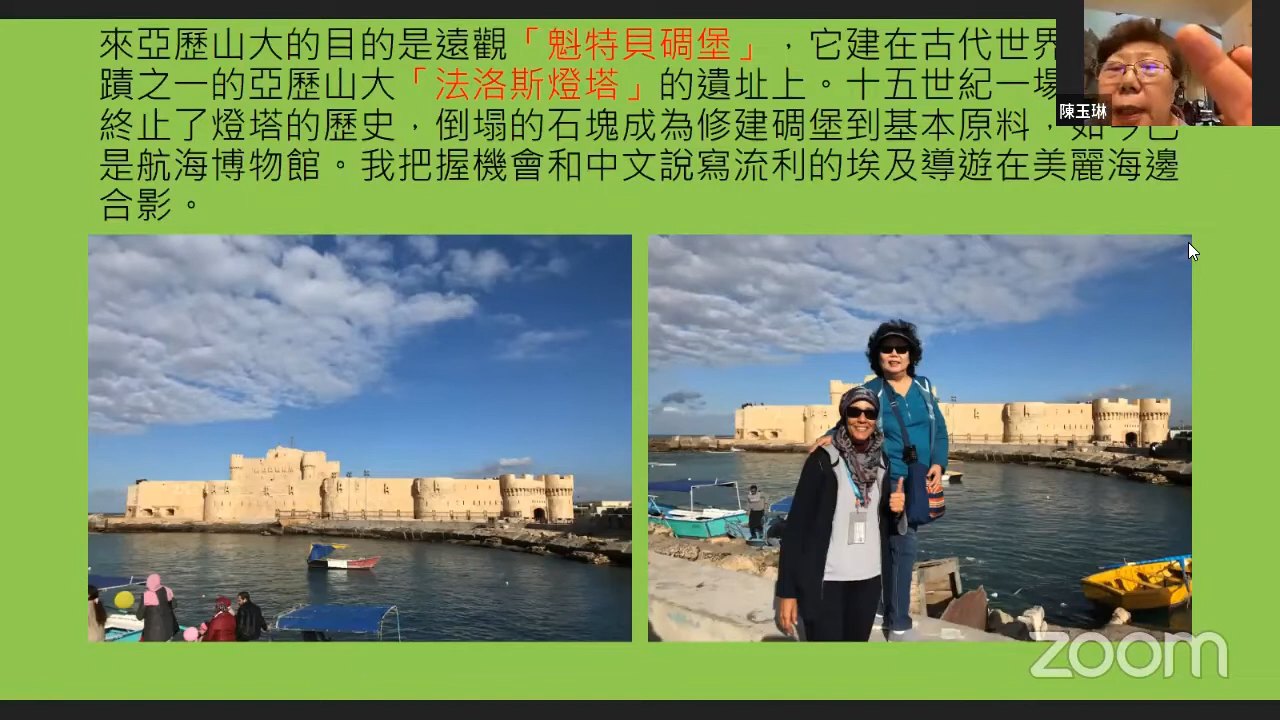 來亞歷山大的目的是遠觀「魁特貝碉堡」，它建在古代世界
蹟之一的亞歷山大「法洛斯燈塔」的遺址上。十五世紀一場
終止了燈塔的歷史，倒塌的石塊成為修建碉堡到基本原料，如今已
是航海博物館。我把握機會和中文說寫流利的埃及導遊在美麗海邊
合影。
陳玉琳
zoom